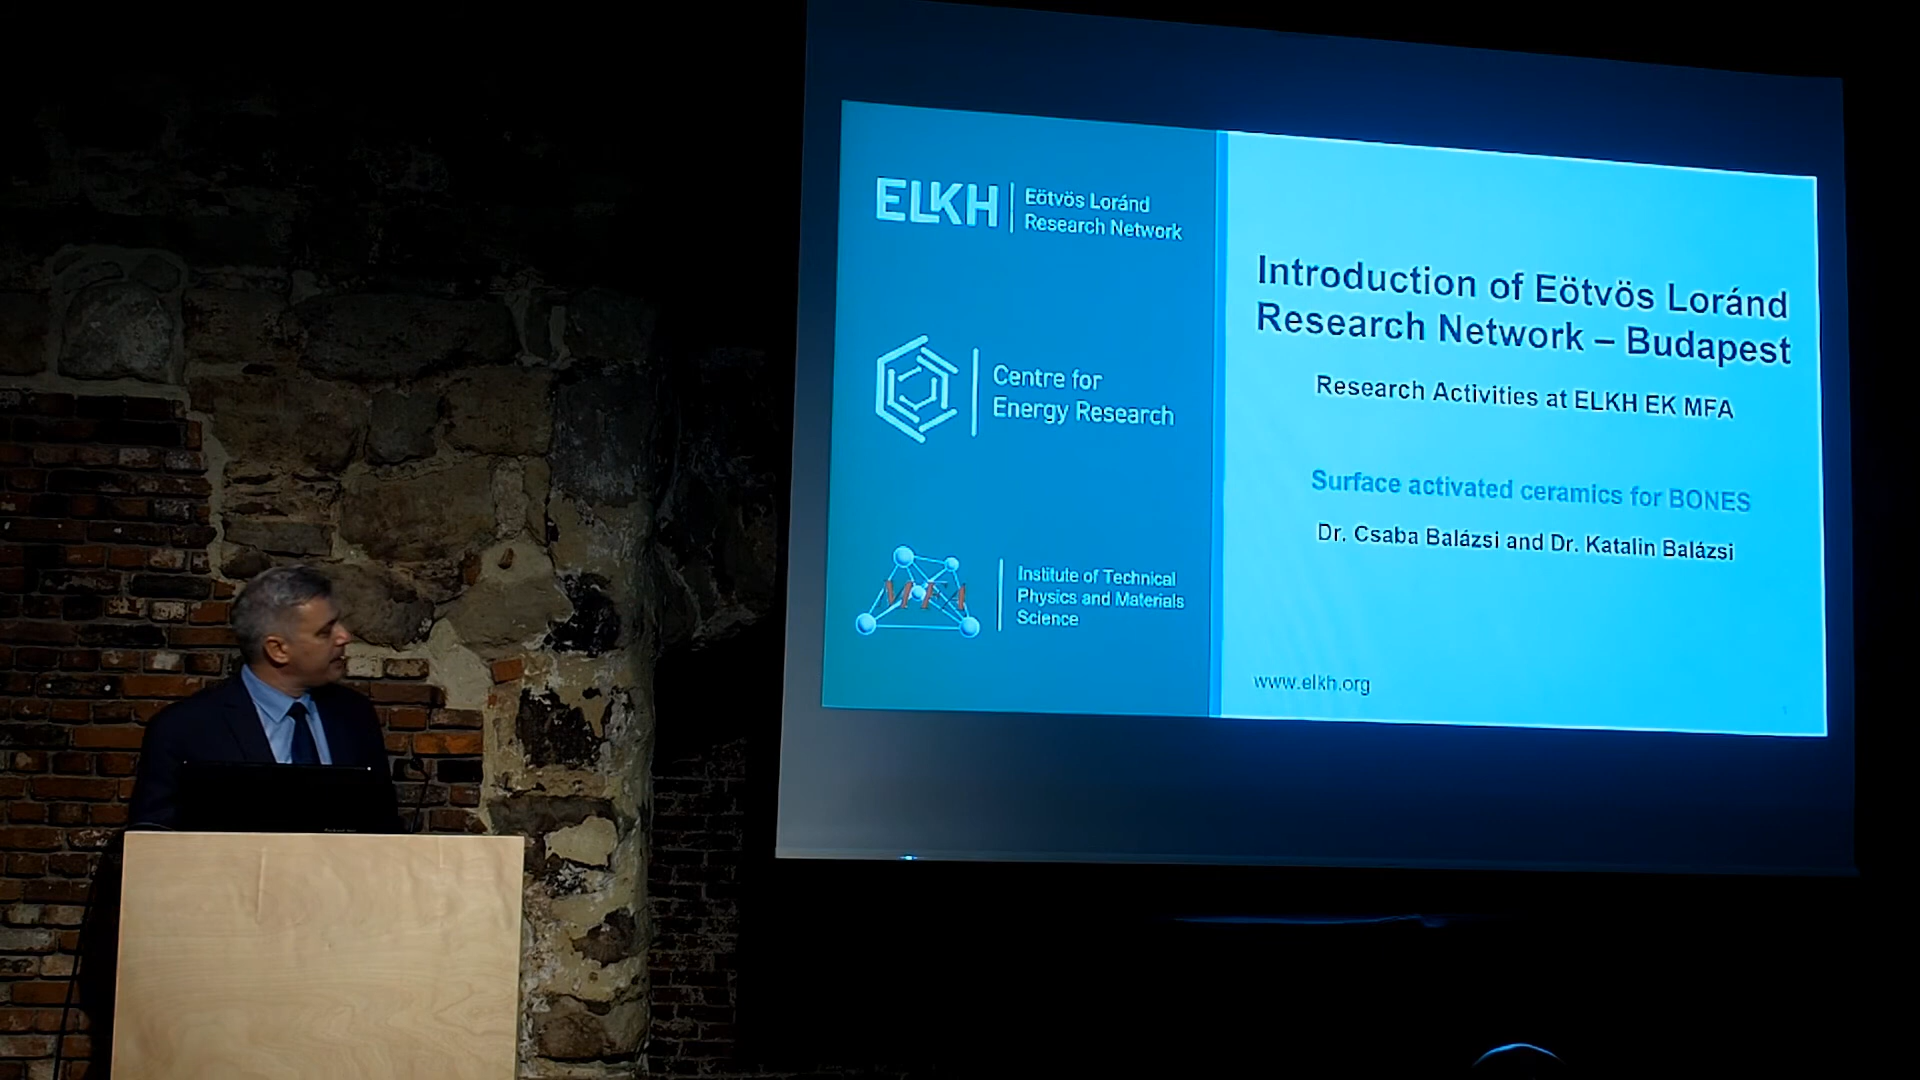 ELKH
Eötvös Loránd
Research Network
Centre for
Energy Research
MFA
Institute of Technical
Physics and Materials
Science
Introduction of Eötvös Loránd
Research Network – Budapest
Research Activities at ELKH EK MFA
Surface activated ceramics for BONES
Dr. Csaba Balázsi and Dr. Katalin Balázsi
www.elkh.org